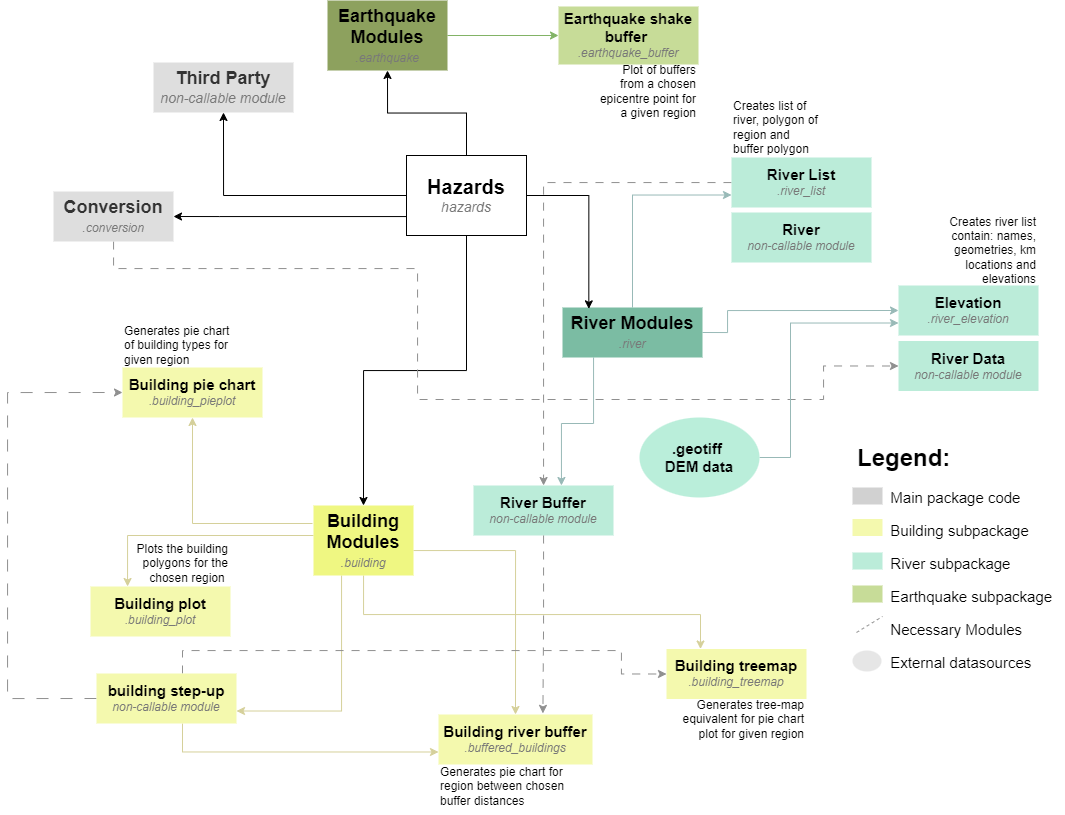 Earthquake
Modules
.earthquake
Earthquake shake
buffer
.earthquake_buffer
Plot of buffers
from a chosen
epicentre point for
a given region
Third Party
non-callable module
Creates list of
river, polygon of
region and
buffer polygon
Hazards
hazards
River List
.river_list
River
non-callable module
Conversion
.conversion
Creates river list
contain: names,
geometries, km
locations and
elevations
Elevation
.river_elevation
River Modules
.river
River Data
non-callable module
Generates pie chart
of building types for
given region
Building pie chart
.building_pieplot
.geotiff
DEM data
River Buffer
non-callable module
Building
Modules
.building
Plots the building
polygons for the
chosen region
Building plot
.building_plot
building step-up
non-callable module
Building treemap
.building_treemap
Generates tree-map
equivalent for pie chart
plot for given region
Building river buffer
.buffered_buildings
Generates pie chart for
region between chosen
buffer distances
Legend:
Main package code
Building subpackage
River subpackage
Earthquake subpackage
Necessary Modules
External datasources